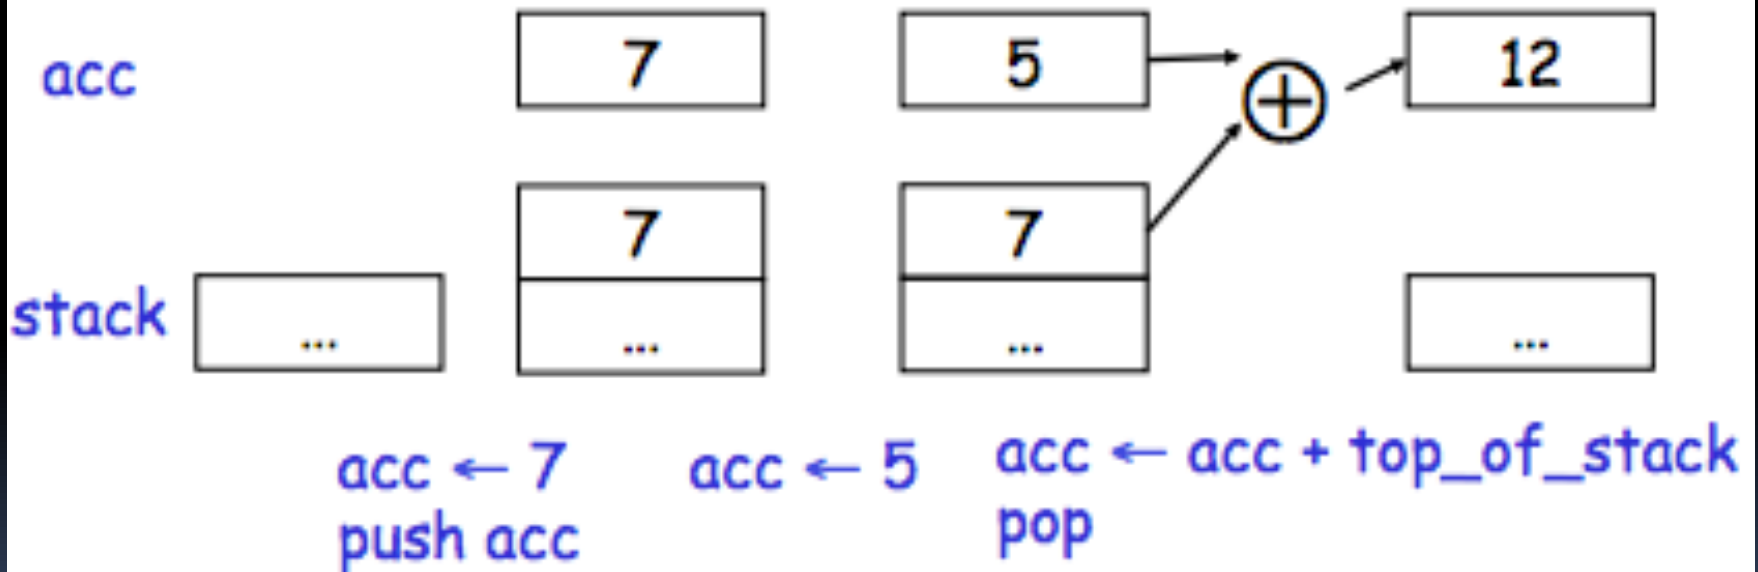 acc 7 5 + 12
7 7
stack ... ... ... ...
acc ← 7 acc ← 5 acc ← acc + top_of_stack
push acc pop